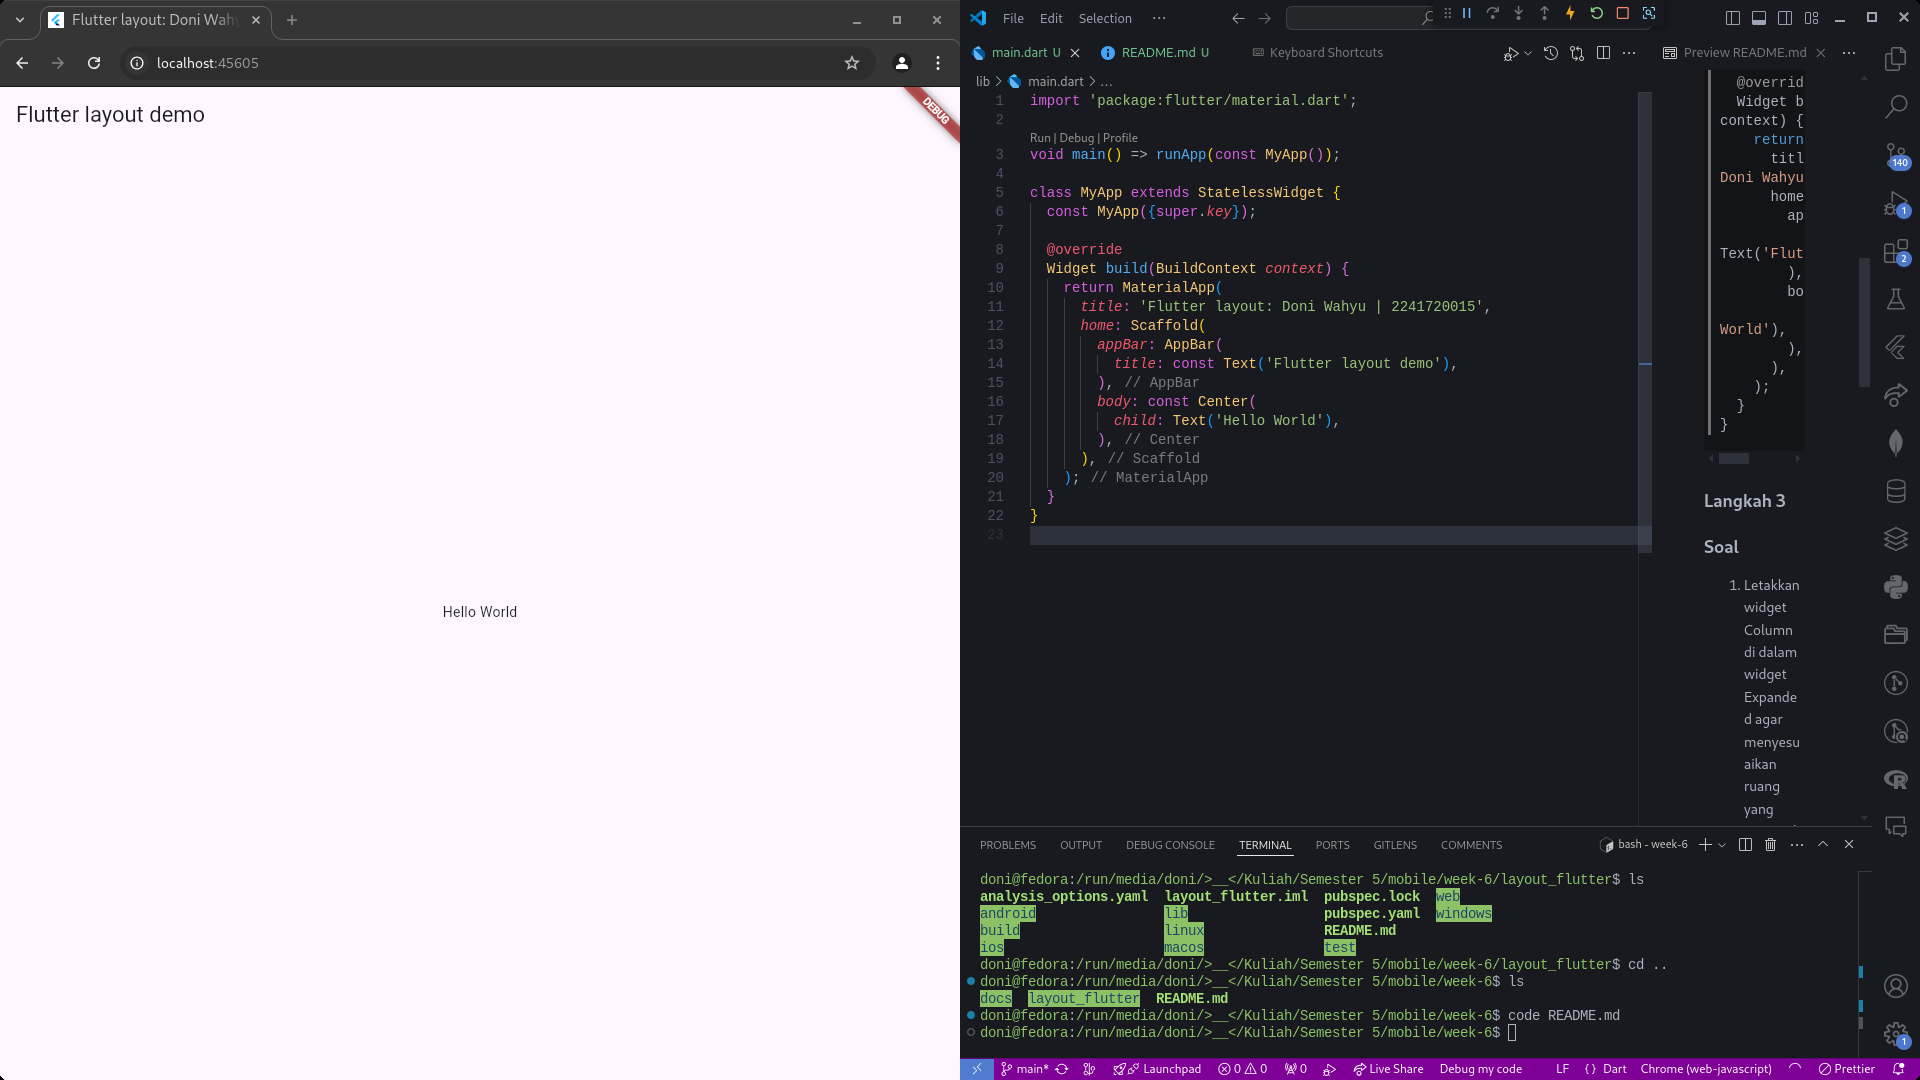 Flutter layout: Doni Wah
localhost:45605
Flutter layout demo
DEBUG
Hello World
File Edit Selection
main.dart U
README.md U
Keyboard Shortcuts
Preview README.md
lib > main.dart > ...
1 import 'package:flutter/material.dart';
2
Run | Debug | Profile
3 void main() => runApp(const MyApp());
4
5 class MyApp extends StatelessWidget {
6 const MyApp({super.key});
7
8 @override
9 Widget build(BuildContext context) {
10 return MaterialApp(
11 title: 'Flutter layout: Doni Wahyu | 2241720015',
12 home: Scaffold(
13 appBar: AppBar(
14 title: const Text('Flutter layout demo'),
15 ), // AppBar
16 body: const Center(
17 child: Text('Hello World'),
18 ), // Center
19 ), // Scaffold
20 ); // MaterialApp
21 }
22 }
23
@overrid
Widget b
context) {
return
titl
Doni Wahyu
home
ap
Text('Flut
),
bo
World'),
),
),
);
}
}
Langkah 3
Soal
1. Letakkan
widget
Column
di dalam
widget
Expande
d agar
menyesu
aikan
ruang
yang
140
1
2
PROBLEMS OUTPUT DEBUG CONSOLE TERMINAL PORTS GITLENS COMMENTS
bash - week-6
doni@fedora:/run/media/doni/>__</Kuliah/Semester 5/mobile/week-6/layout_flutter$ ls
analysis_options.yaml layout_flutter.iml pubspec.lock web
android lib pubspec.yaml windows
build linux README.md
ios macos test
doni@fedora:/run/media/doni/>__</Kuliah/Semester 5/mobile/week-6/layout_flutter$ cd ..
doni@fedora:/run/media/doni/>__</Kuliah/Semester 5/mobile/week-6$ ls
docs layout_flutter README.md
doni@fedora:/run/media/doni/>__</Kuliah/Semester 5/mobile/week-6$ code README.md
doni@fedora:/run/media/doni/>__</Kuliah/Semester 5/mobile/week-6$
1
main* Launchpad 0 0 0 Live Share Debug my code LF {} Dart Chrome (web-javascript) Prettier